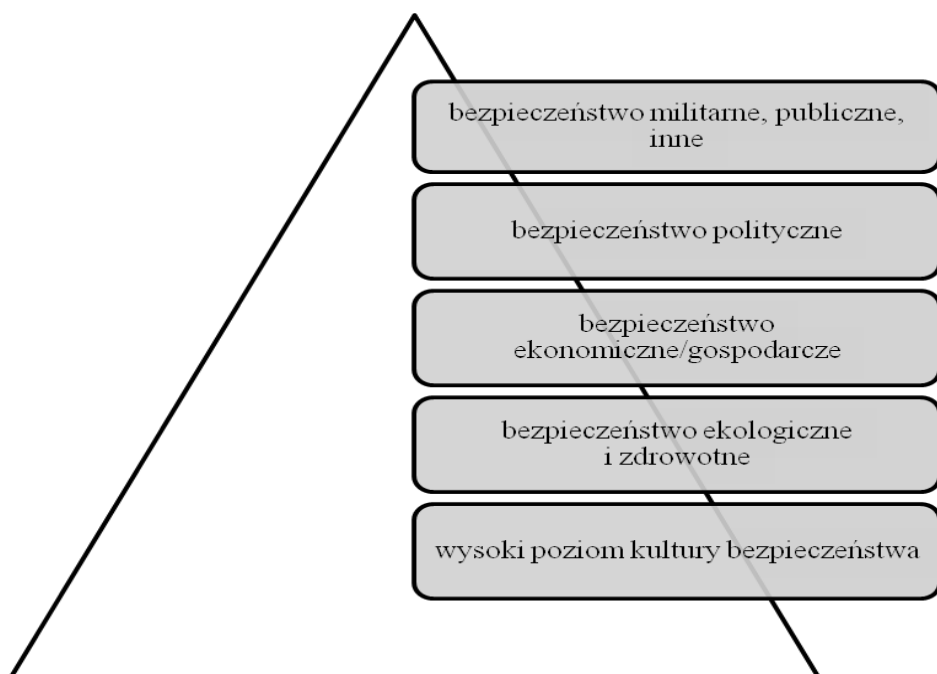 bezpieczeństwo militarne, publiczne,
inne
bezpieczeństwo polityczne
bezpieczeństwo
ekonomiczne/gospodarcze
bezpieczeństwo ekologiczne
i zdrowotne
wysoki poziom kultury bezpieczeństwa